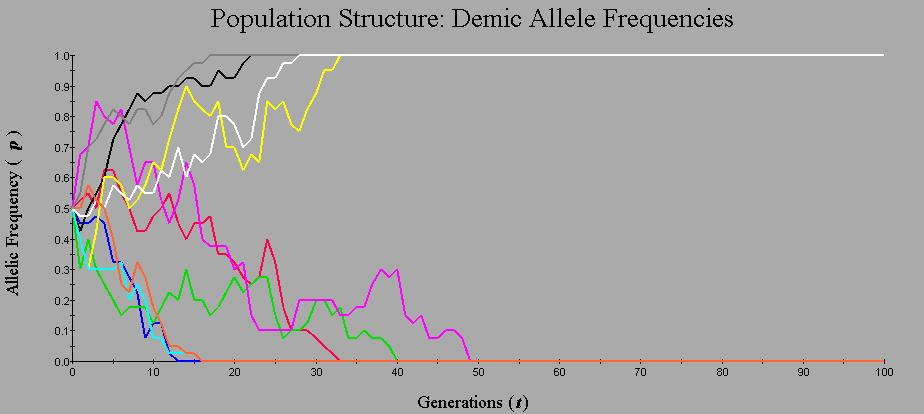 Population Structure: Demic Allele Frequencies
Allelic Frequency ( p )
1.0
0.9
0.8
0.7
0.6
0.5
0.4
0.3
0.2
0.1
0.0
0 10 20 30 40 50 60 70 80 90 100
Generations (t)